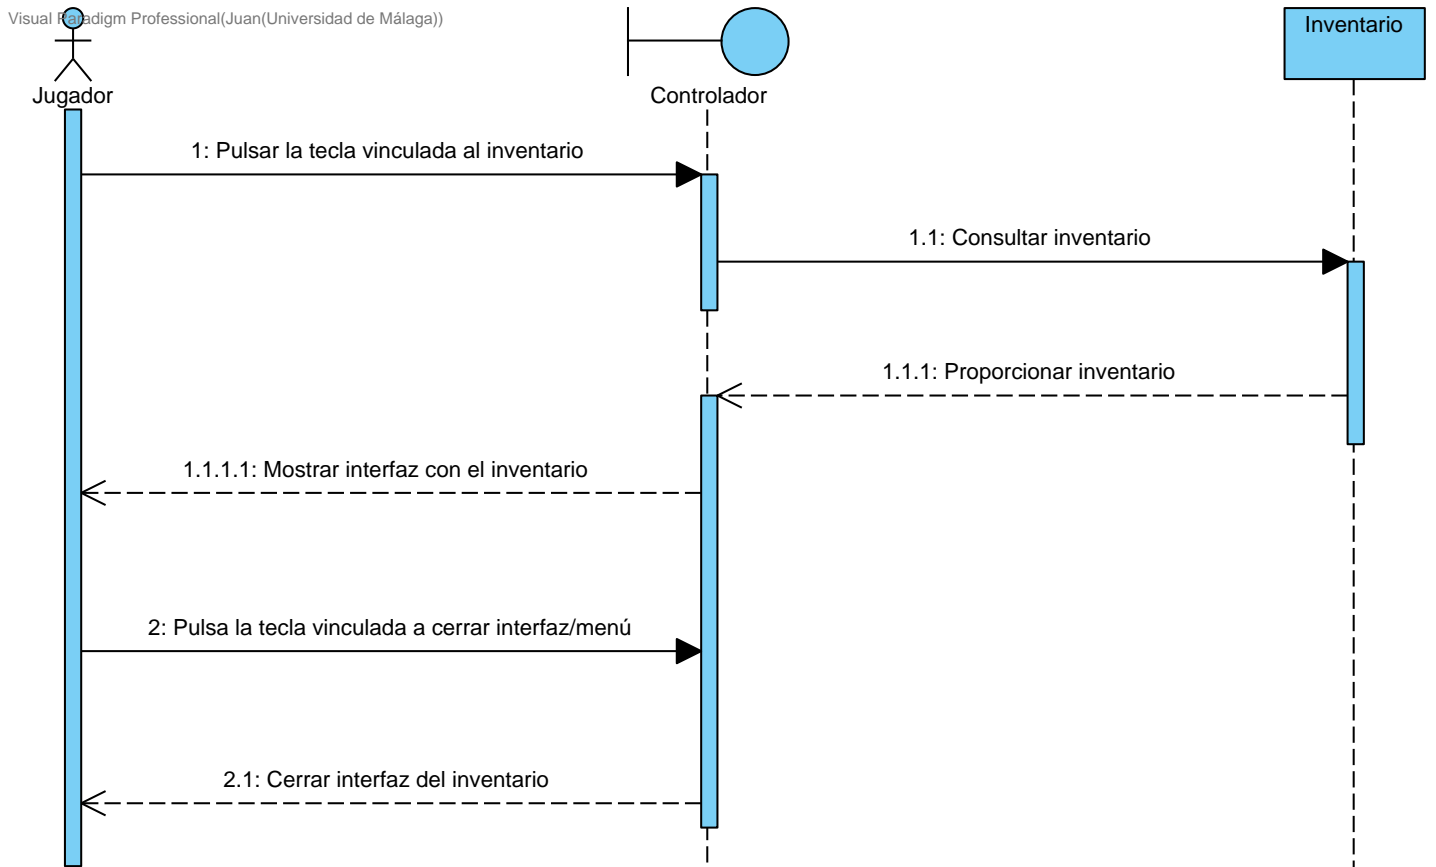 Visual Paradigm Professional(Juan(Universidad de Málaga))
Jugador
Controlador
Inventario
1: Pulsar la tecla vinculada al inventario
1.1: Consultar inventario
1.1.1: Proporcionar inventario
1.1.1.1: Mostrar interfaz con el inventario
2: Pulsa la tecla vinculada a cerrar interfaz/menú
2.1: Cerrar interfaz del inventario